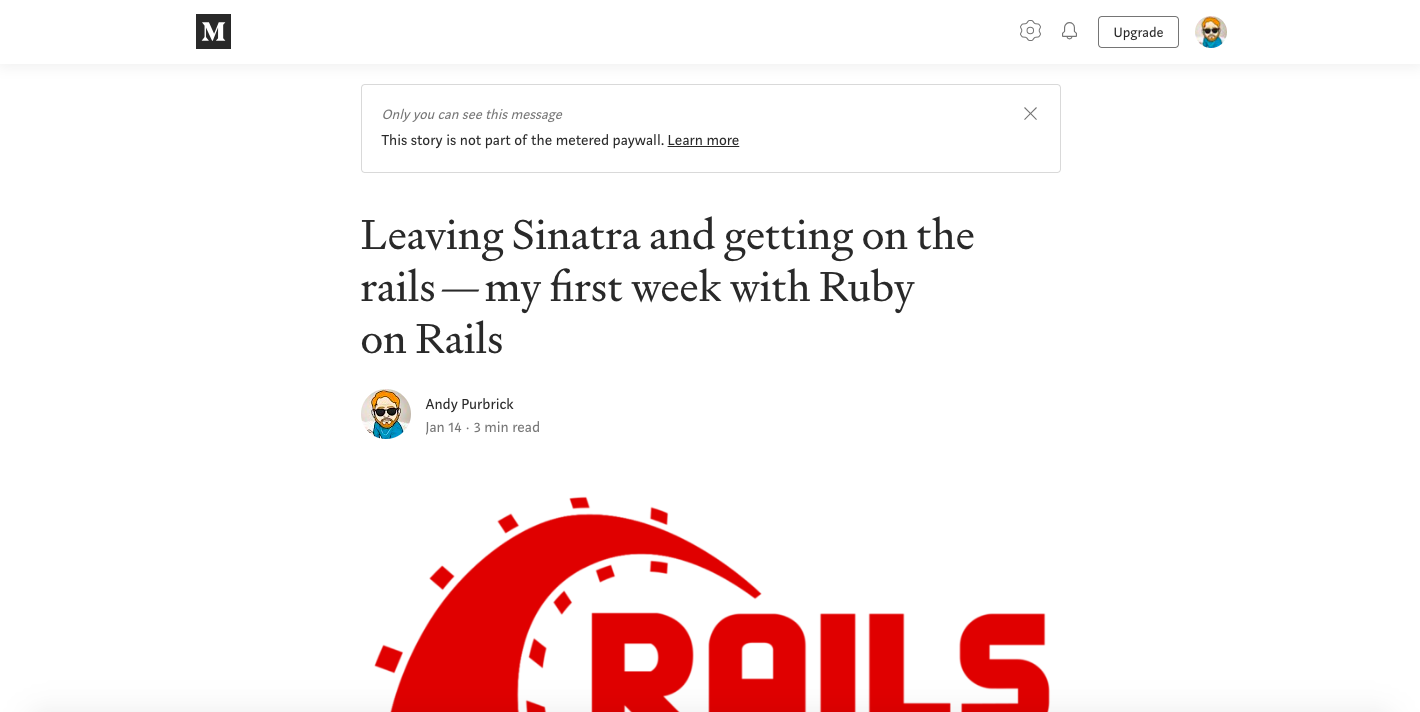 M
Upgrade
Only you can see this message
This story is not part of the metered paywall. Learn more
Leaving Sinatra and getting on the
rails — my first week with Ruby
on Rails
Andy Purbrick
Jan 14 · 3 min read
RAILS